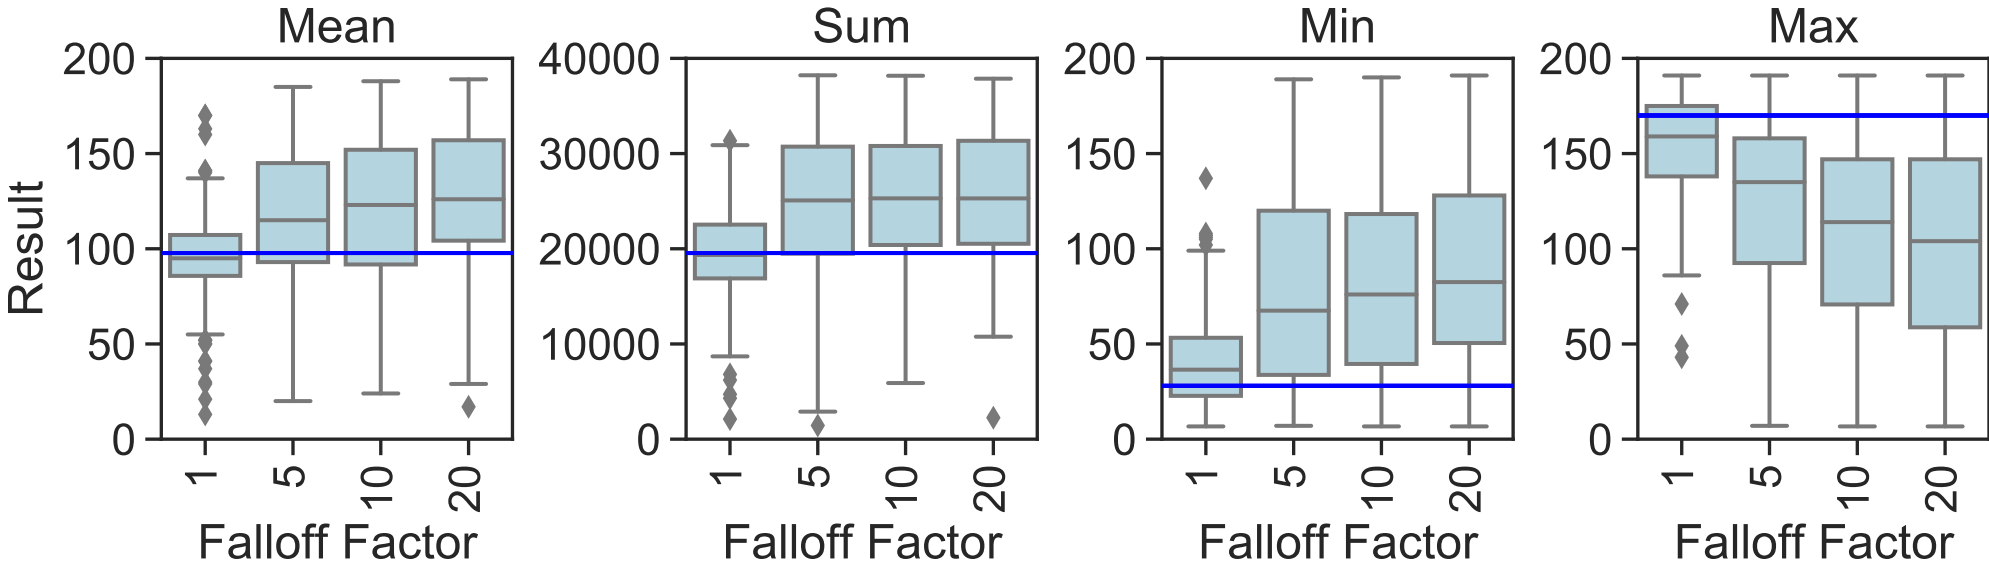 Mean Sum Min Max
Result
200 150 100 50 0
40000 30000 20000 10000 0
200 150 100 50 0
200 150 100 50 0
1 5 10 20 1 5 10 20 1 5 10 20 1 5 10 20
Falloff Factor Falloff Factor Falloff Factor Falloff Factor